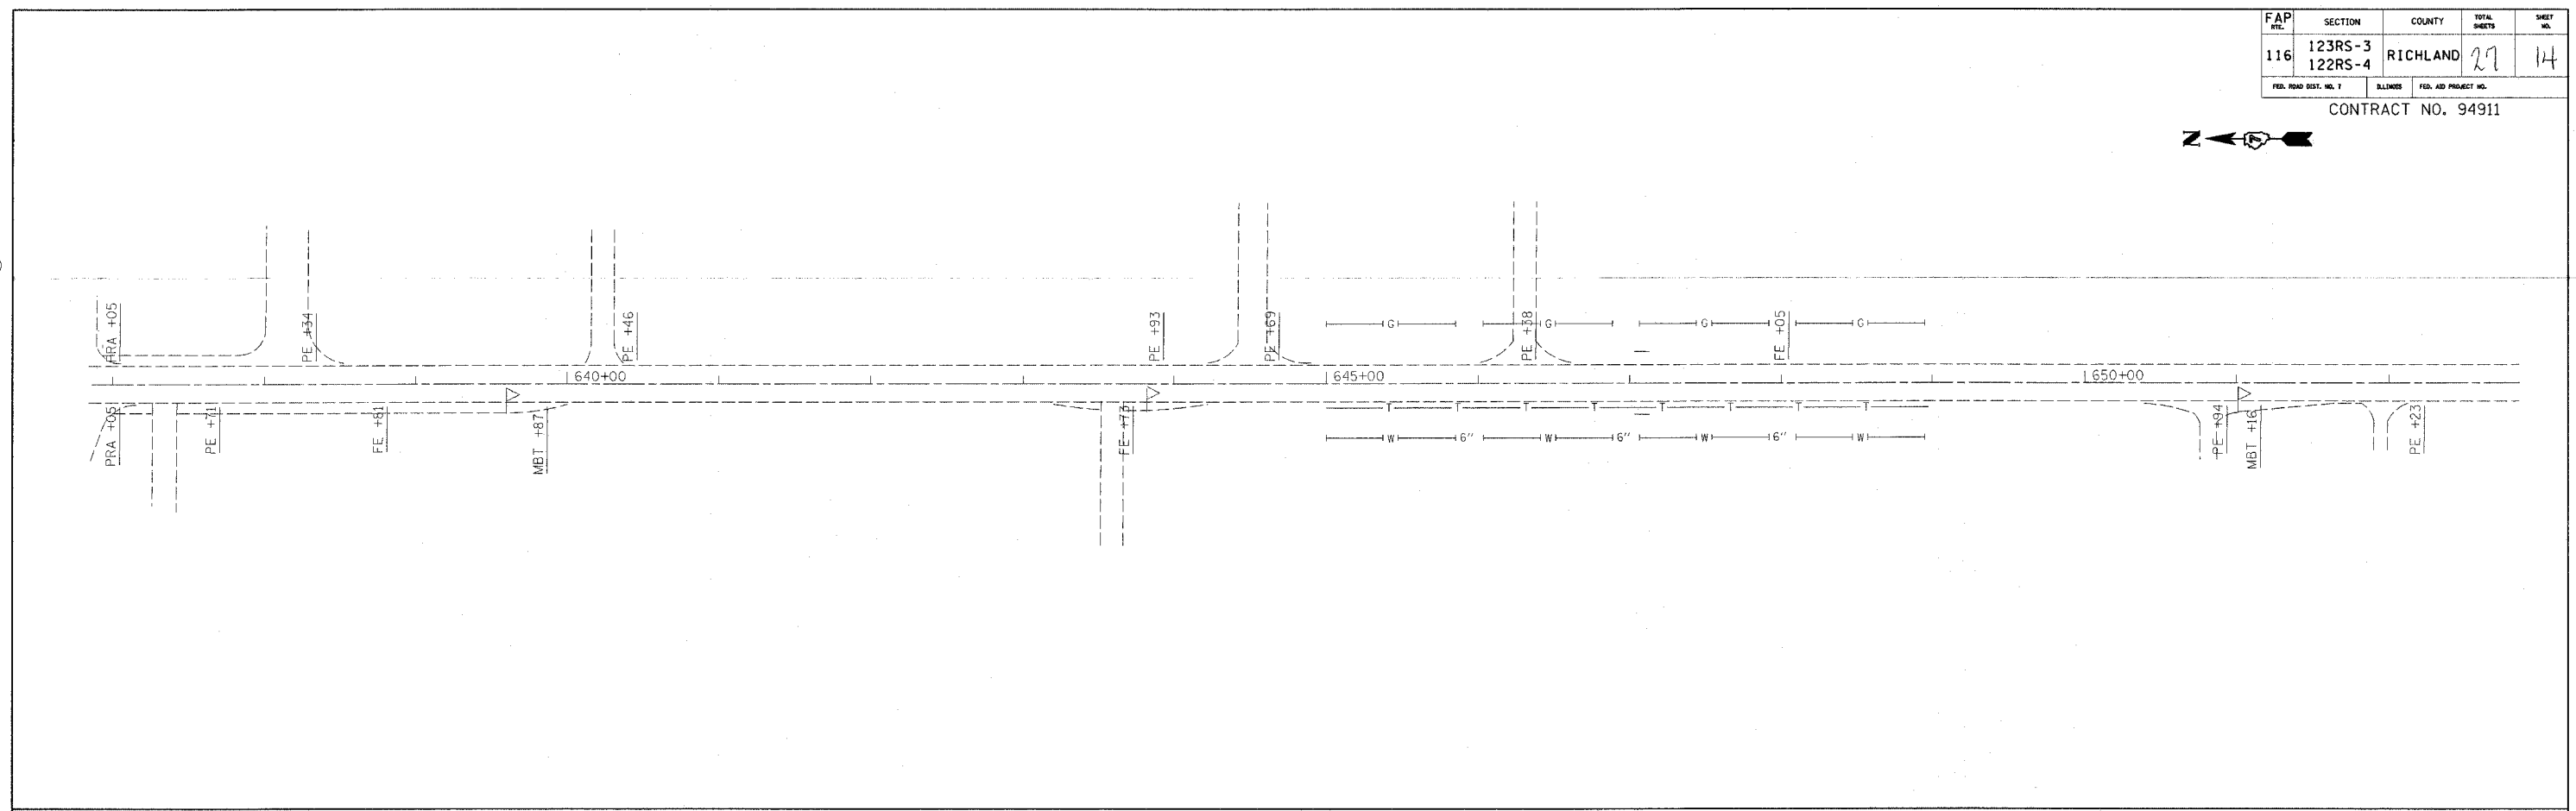 FAP RTE. SECTION COUNTY TOTAL SHEETS SHEET NO.
116 123RS-3 122RS-4 RICHLAND 27 14
FED. ROAD DIST. NO. 7 ILLINOIS FED. AID PROJECT NO.
CONTRACT NO. 94911
Z
PRA +05
PE +34
PE +46
PE +93
PE +69
PE +38
FE +05
G G G G
640+00 645+00 650+00
T T T T T T T T
W 6" W 6" W 6" W
PRA +05
PE +71
FE +81
MBT +87
FE +73
PE +94
MBT +16
PE +23